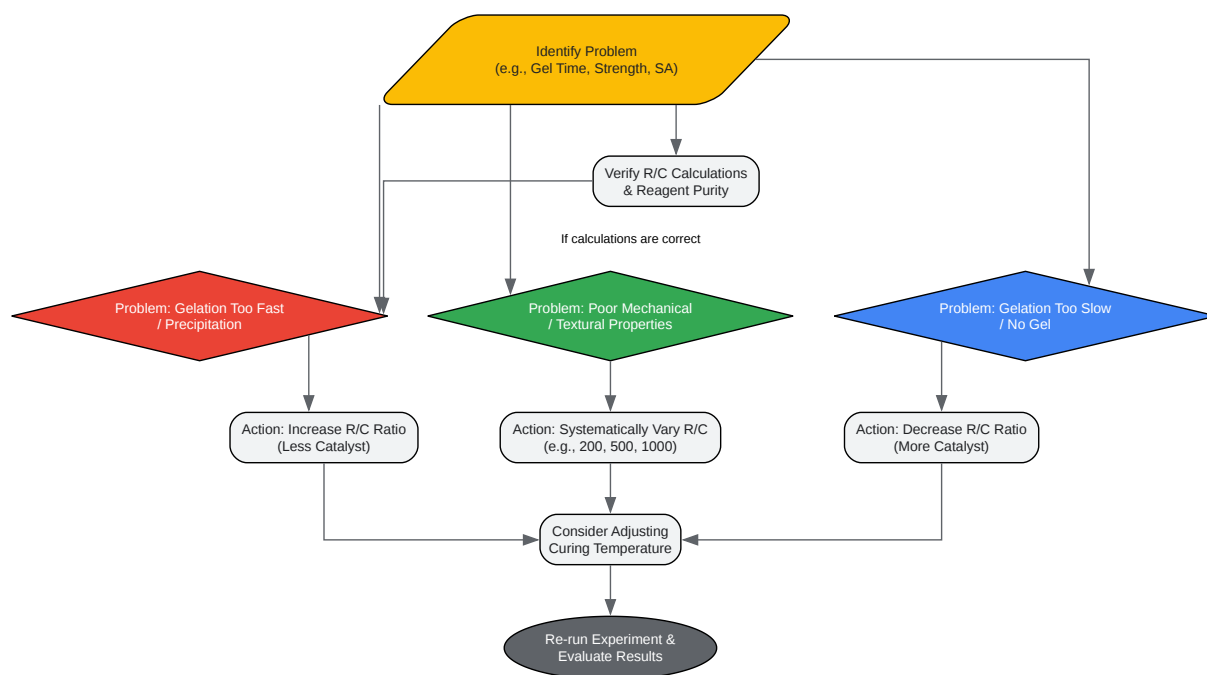 Identify Problem
(e.g., Gel Time, Strength, SA)
Verify R/C Calculations
& Reagent Purity
If calculations are correct
Problem: Gelation Too Fast
/ Precipitation
Problem: Poor Mechanical
/ Textural Properties
Problem: Gelation Too Slow
/ No Gel
Action: Increase R/C Ratio
(Less Catalyst)
Action: Systematically Vary R/C
(e.g., 200, 500, 1000)
Action: Decrease R/C Ratio
(More Catalyst)
Consider Adjusting
Curing Temperature
Re-run Experiment &
Evaluate Results